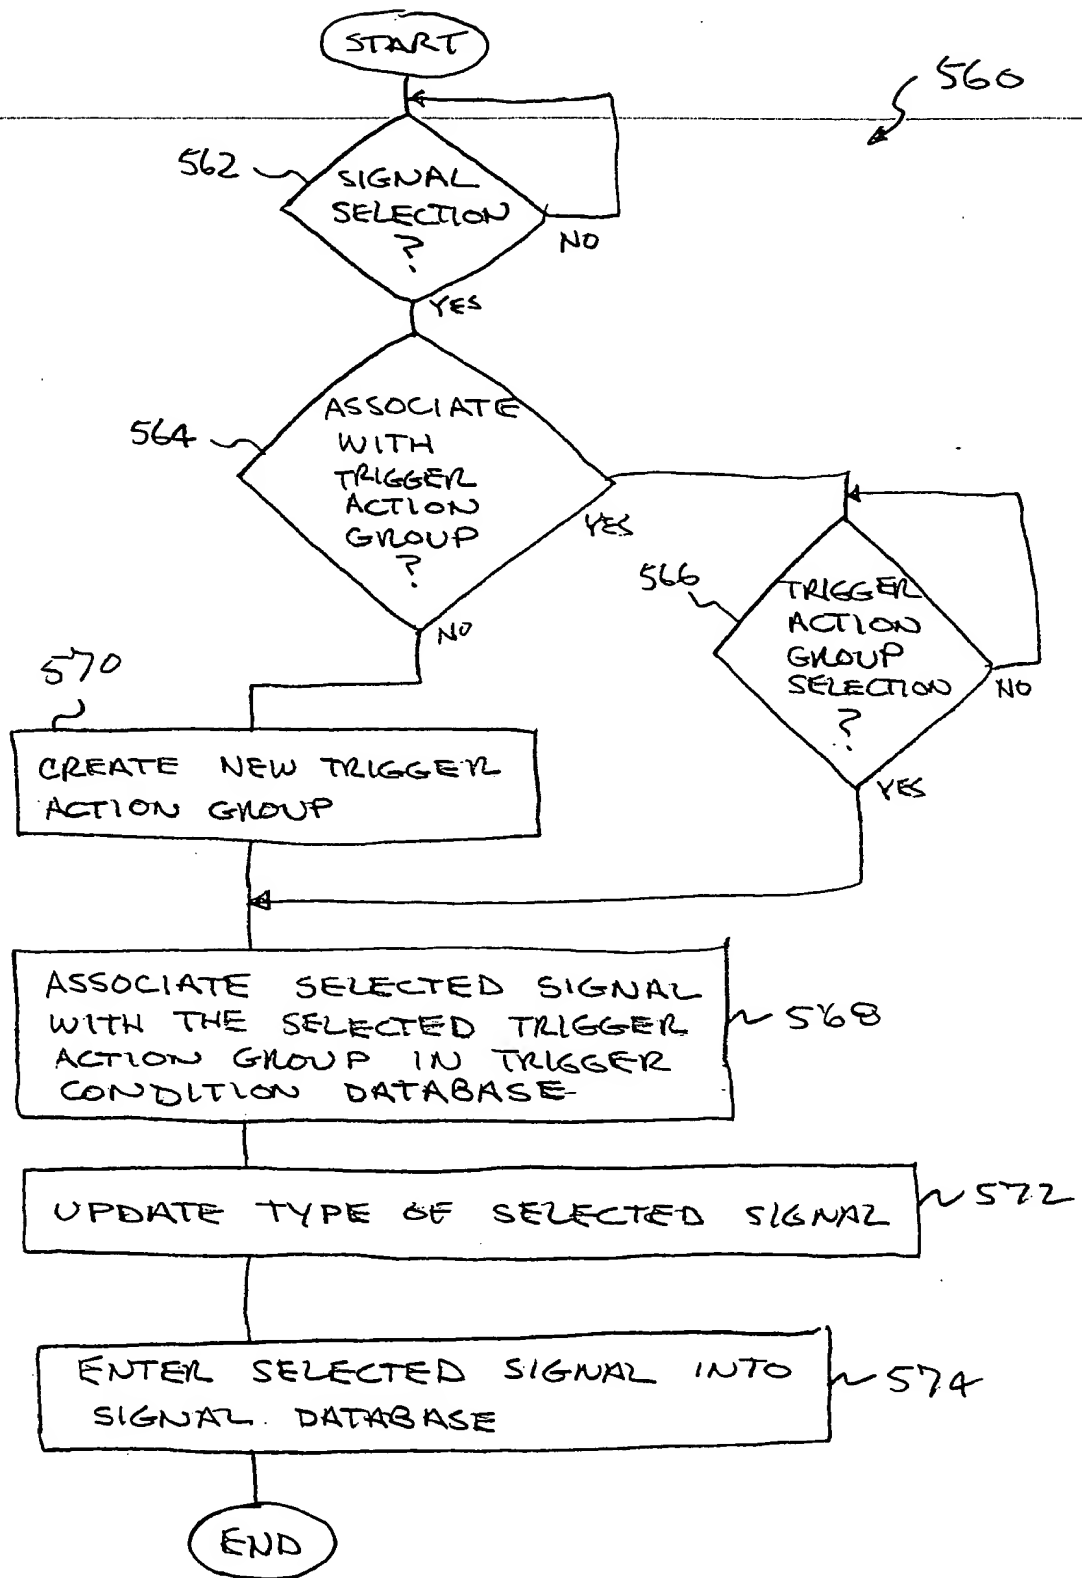 START
560
562
SIGNAL
SELECTION
?
NO
YES
564
ASSOCIATE
WITH
TRIGGER
ACTION
GROUP
?
YES
NO
566
TRIGGER
ACTION
GROUP
SELECTION
?
NO
YES
570
CREATE NEW TRIGGER
ACTION GROUP
ASSOCIATE SELECTED SIGNAL
WITH THE SELECTED TRIGGER
ACTION GROUP IN TRIGGER
CONDITION DATABASE
568
UPDATE TYPE OF SELECTED SIGNAL
572
ENTER SELECTED SIGNAL INTO
SIGNAL DATABASE
574
END